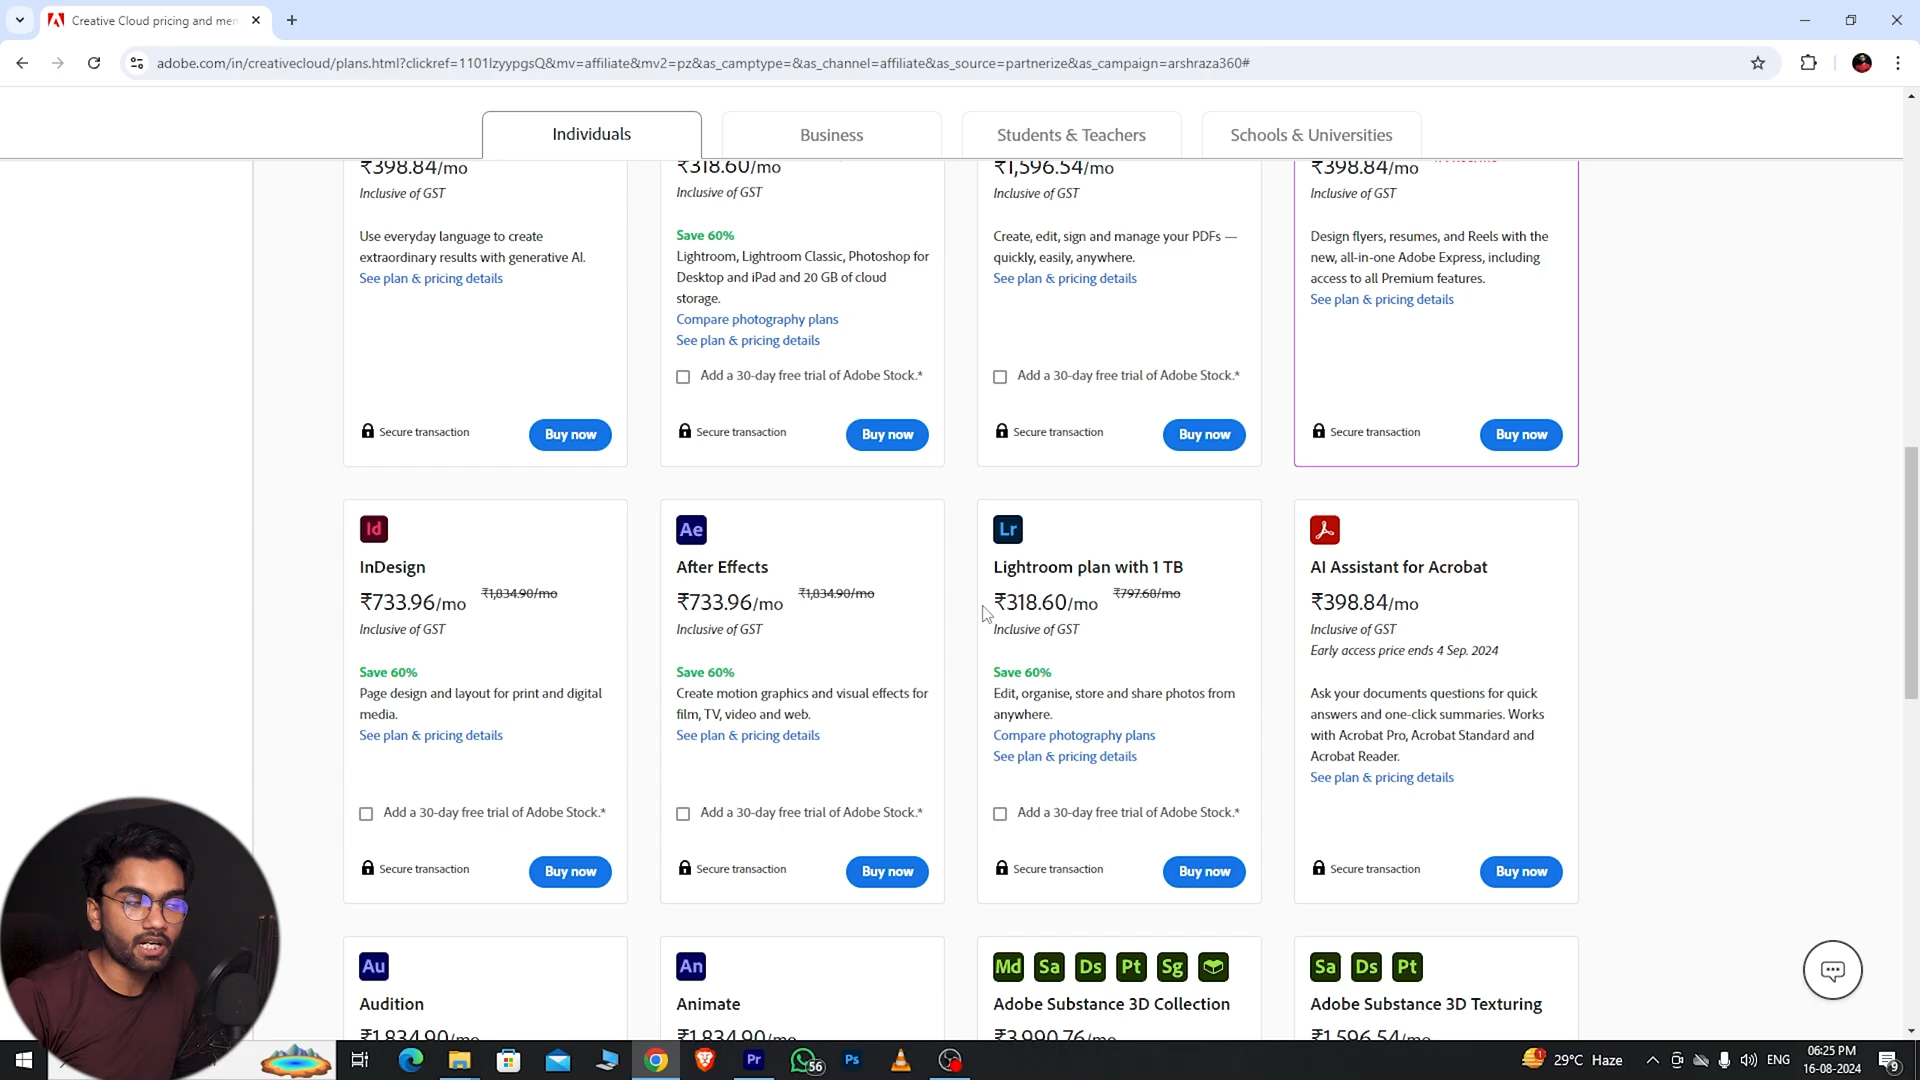 Creative Cloud pricing and mem
adobe.com/in/creativecloud/plans.html?clickref=1101lzyypgsQ&mv=affiliate&mv2=pz&as_camptype=&as_channel=affiliate&as_source=partnerize&as_campaign=arshraza360#
Individuals
Business
Students & Teachers
Schools & Universities
₹398.84/mo
Inclusive of GST
Use everyday language to create
extraordinary results with generative AI.
See plan & pricing details
Secure transaction
Buy now
₹318.60/mo
Inclusive of GST
Save 60%
Lightroom, Lightroom Classic, Photoshop for
Desktop and iPad and 20 GB of cloud
storage.
Compare photography plans
See plan & pricing details
Add a 30-day free trial of Adobe Stock.*
Secure transaction
Buy now
₹1,596.54/mo
Inclusive of GST
Create, edit, sign and manage your PDFs —
quickly, easily, anywhere.
See plan & pricing details
Add a 30-day free trial of Adobe Stock.*
Secure transaction
Buy now
₹398.84/mo
Inclusive of GST
Design flyers, resumes, and Reels with the
new, all-in-one Adobe Express, including
access to all Premium features.
See plan & pricing details
Secure transaction
Buy now
Id
InDesign
₹733.96/mo ₹1,834.90/mo
Inclusive of GST
Save 60%
Page design and layout for print and digital
media.
See plan & pricing details
Add a 30-day free trial of Adobe Stock.*
Secure transaction
Buy now
Ae
After Effects
₹733.96/mo ₹1,834.90/mo
Inclusive of GST
Save 60%
Create motion graphics and visual effects for
film, TV, video and web.
See plan & pricing details
Add a 30-day free trial of Adobe Stock.*
Secure transaction
Buy now
Lr
Lightroom plan with 1 TB
₹318.60/mo ₹797.68/mo
Inclusive of GST
Save 60%
Edit, organise, store and share photos from
anywhere.
Compare photography plans
See plan & pricing details
Add a 30-day free trial of Adobe Stock.*
Secure transaction
Buy now
AI Assistant for Acrobat
₹398.84/mo
Inclusive of GST
Early access price ends 4 Sep. 2024
Ask your documents questions for quick
answers and one-click summaries. Works
with Acrobat Pro, Acrobat Standard and
Acrobat Reader.
See plan & pricing details
Secure transaction
Buy now
Au
Audition
₹1,834.90/mo
An
Animate
₹1,834.90/mo
Md Sa Ds Pt Sg
Adobe Substance 3D Collection
₹3,990.76/mo
Sa Ds Pt
Adobe Substance 3D Texturing
₹1,596.54/mo
Pr
56
Ps
29°C Haze
ENG
06:25 PM
16-08-2024
9